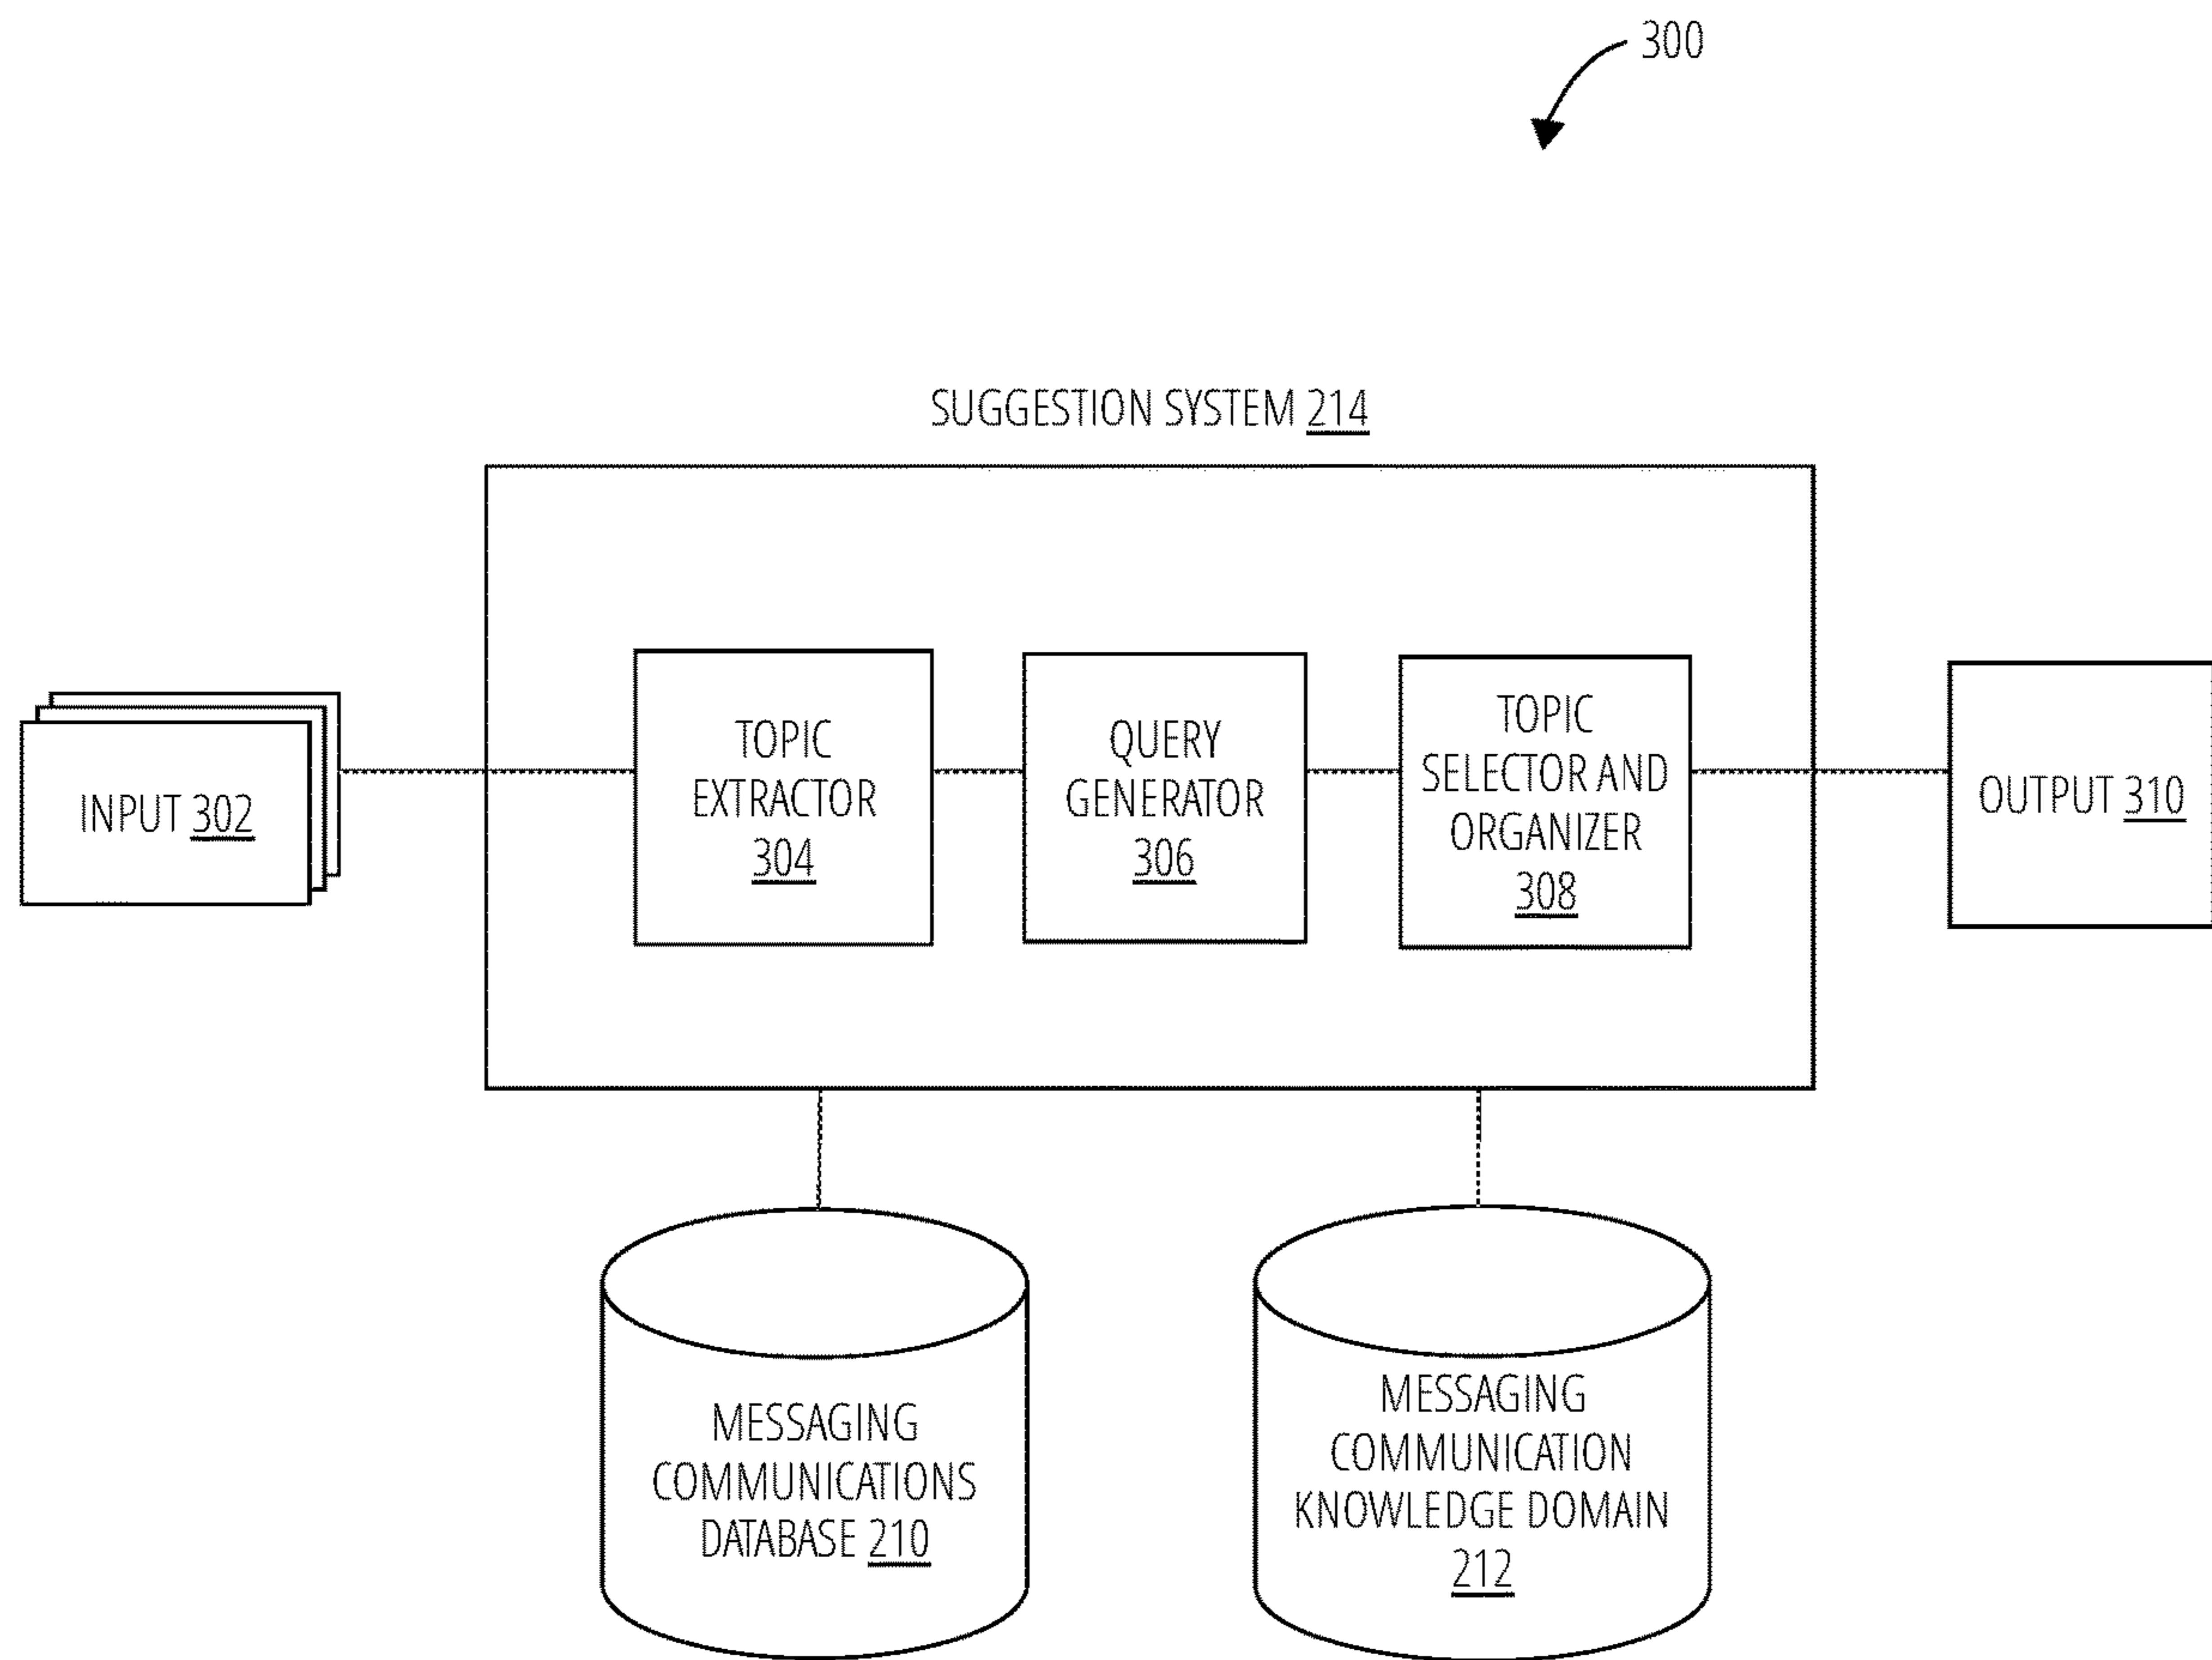 300
SUGGESTION SYSTEM 214
INPUT 302
TOPIC
EXTRACTOR
304
QUERY
GENERATOR
306
TOPIC
SELECTOR AND
ORGANIZER
308
OUTPUT 310
MESSAGING
COMMUNICATIONS
DATABASE 210
MESSAGING
COMMUNICATION
KNOWLEDGE DOMAIN
212